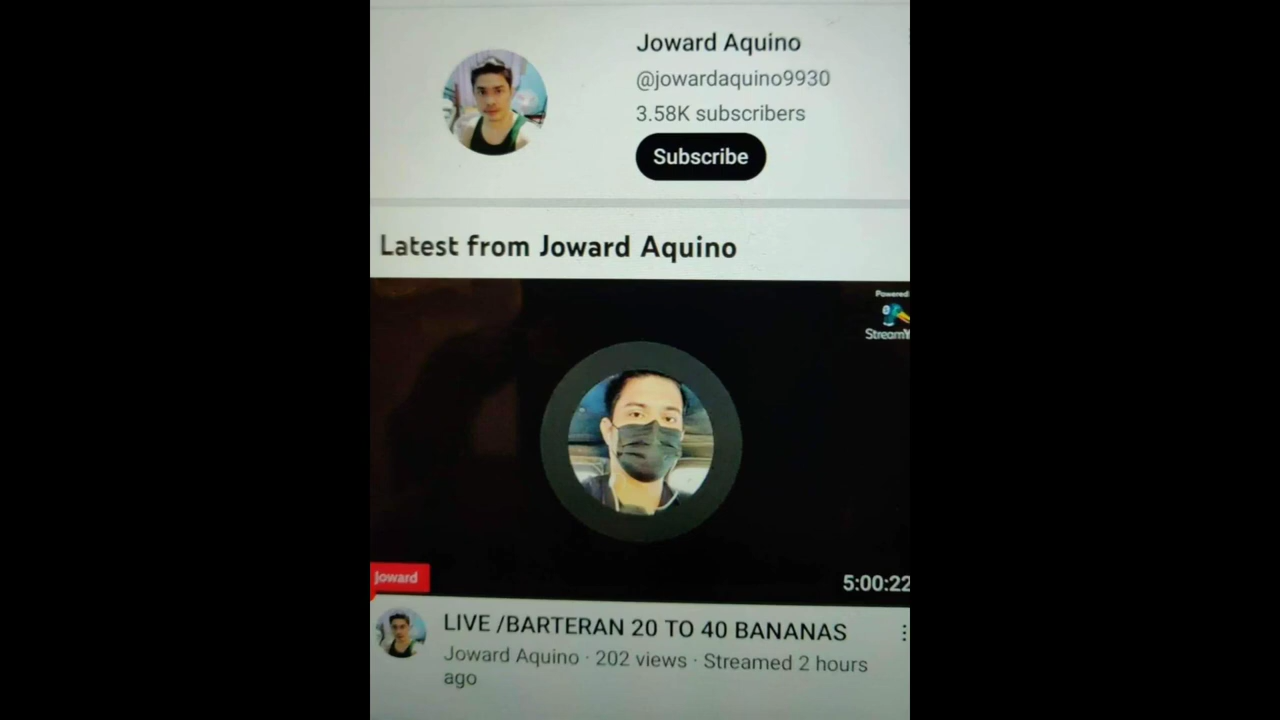 Joward Aquino
@jowardaquino9930
3.58K subscribers
Subscribe
Latest from Joward Aquino
Powered
Joward
5:00:22
LIVE /BARTERAN 20 TO 40 BANANAS
Joward Aquino · 202 views · Streamed 2 hours
ago